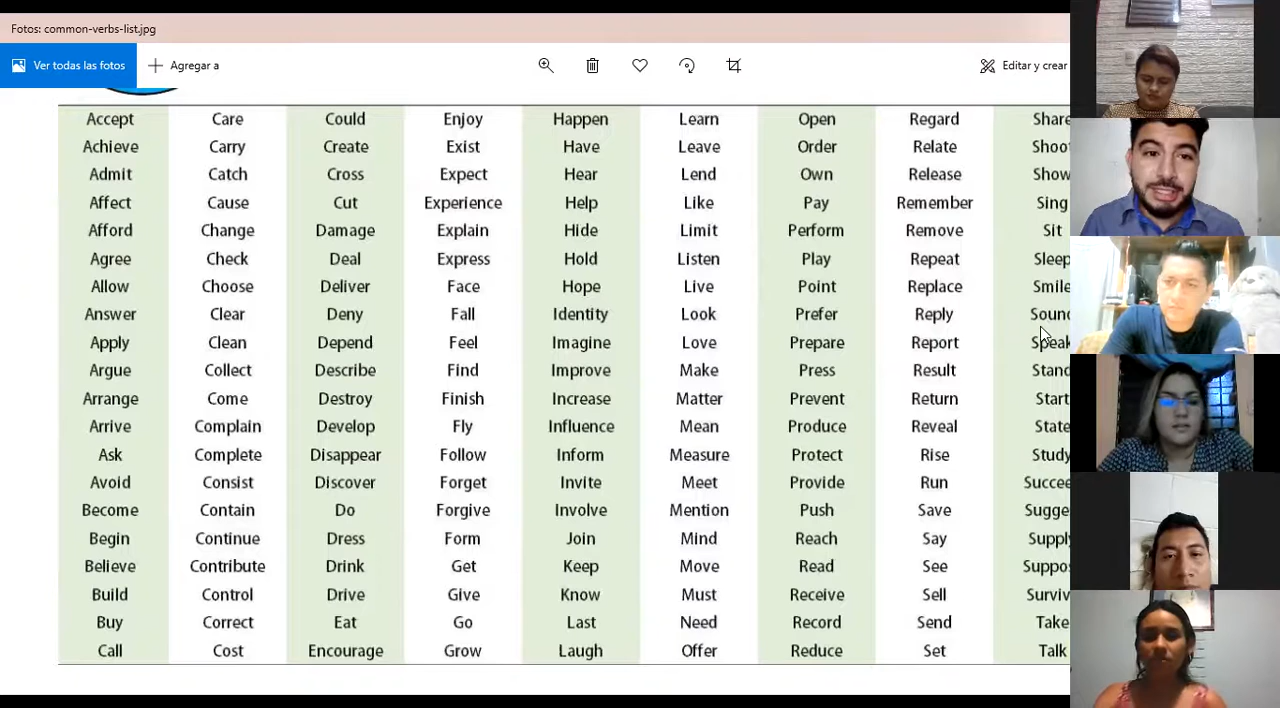 Fotos: common-verbs-list.jpg
Ver todas las fotos Agregar a Editar y crear
Accept Care Could Enjoy Happen Learn Open Regard Share
Achieve Carry Create Exist Have Leave Order Relate Shoot
Admit Catch Cross Expect Hear Lend Own Release Show
Affect Cause Cut Experience Help Like Pay Remember Sing
Afford Change Damage Explain Hide Limit Perform Remove Sit
Agree Check Deal Express Hold Listen Play Repeat Sleep
Allow Choose Deliver Face Hope Live Point Replace Smile
Answer Clear Deny Fall Identity Look Prefer Reply Sound
Apply Clean Depend Feel Imagine Love Prepare Report Speak
Argue Collect Describe Find Improve Make Press Result Stand
Arrange Come Destroy Finish Increase Matter Prevent Return Start
Arrive Complain Develop Fly Influence Mean Produce Reveal State
Ask Complete Disappear Follow Inform Measure Protect Rise Study
Avoid Consist Discover Forget Invite Meet Provide Run Succee
Become Contain Do Forgive Involve Mention Push Save Sugge
Begin Continue Dress Form Join Mind Reach Say Supply
Believe Contribute Drink Get Keep Move Read See Suppos
Build Control Drive Give Know Must Receive Sell Surviv
Buy Correct Eat Go Last Need Record Send Take
Call Cost Encourage Grow Laugh Offer Reduce Set Talk